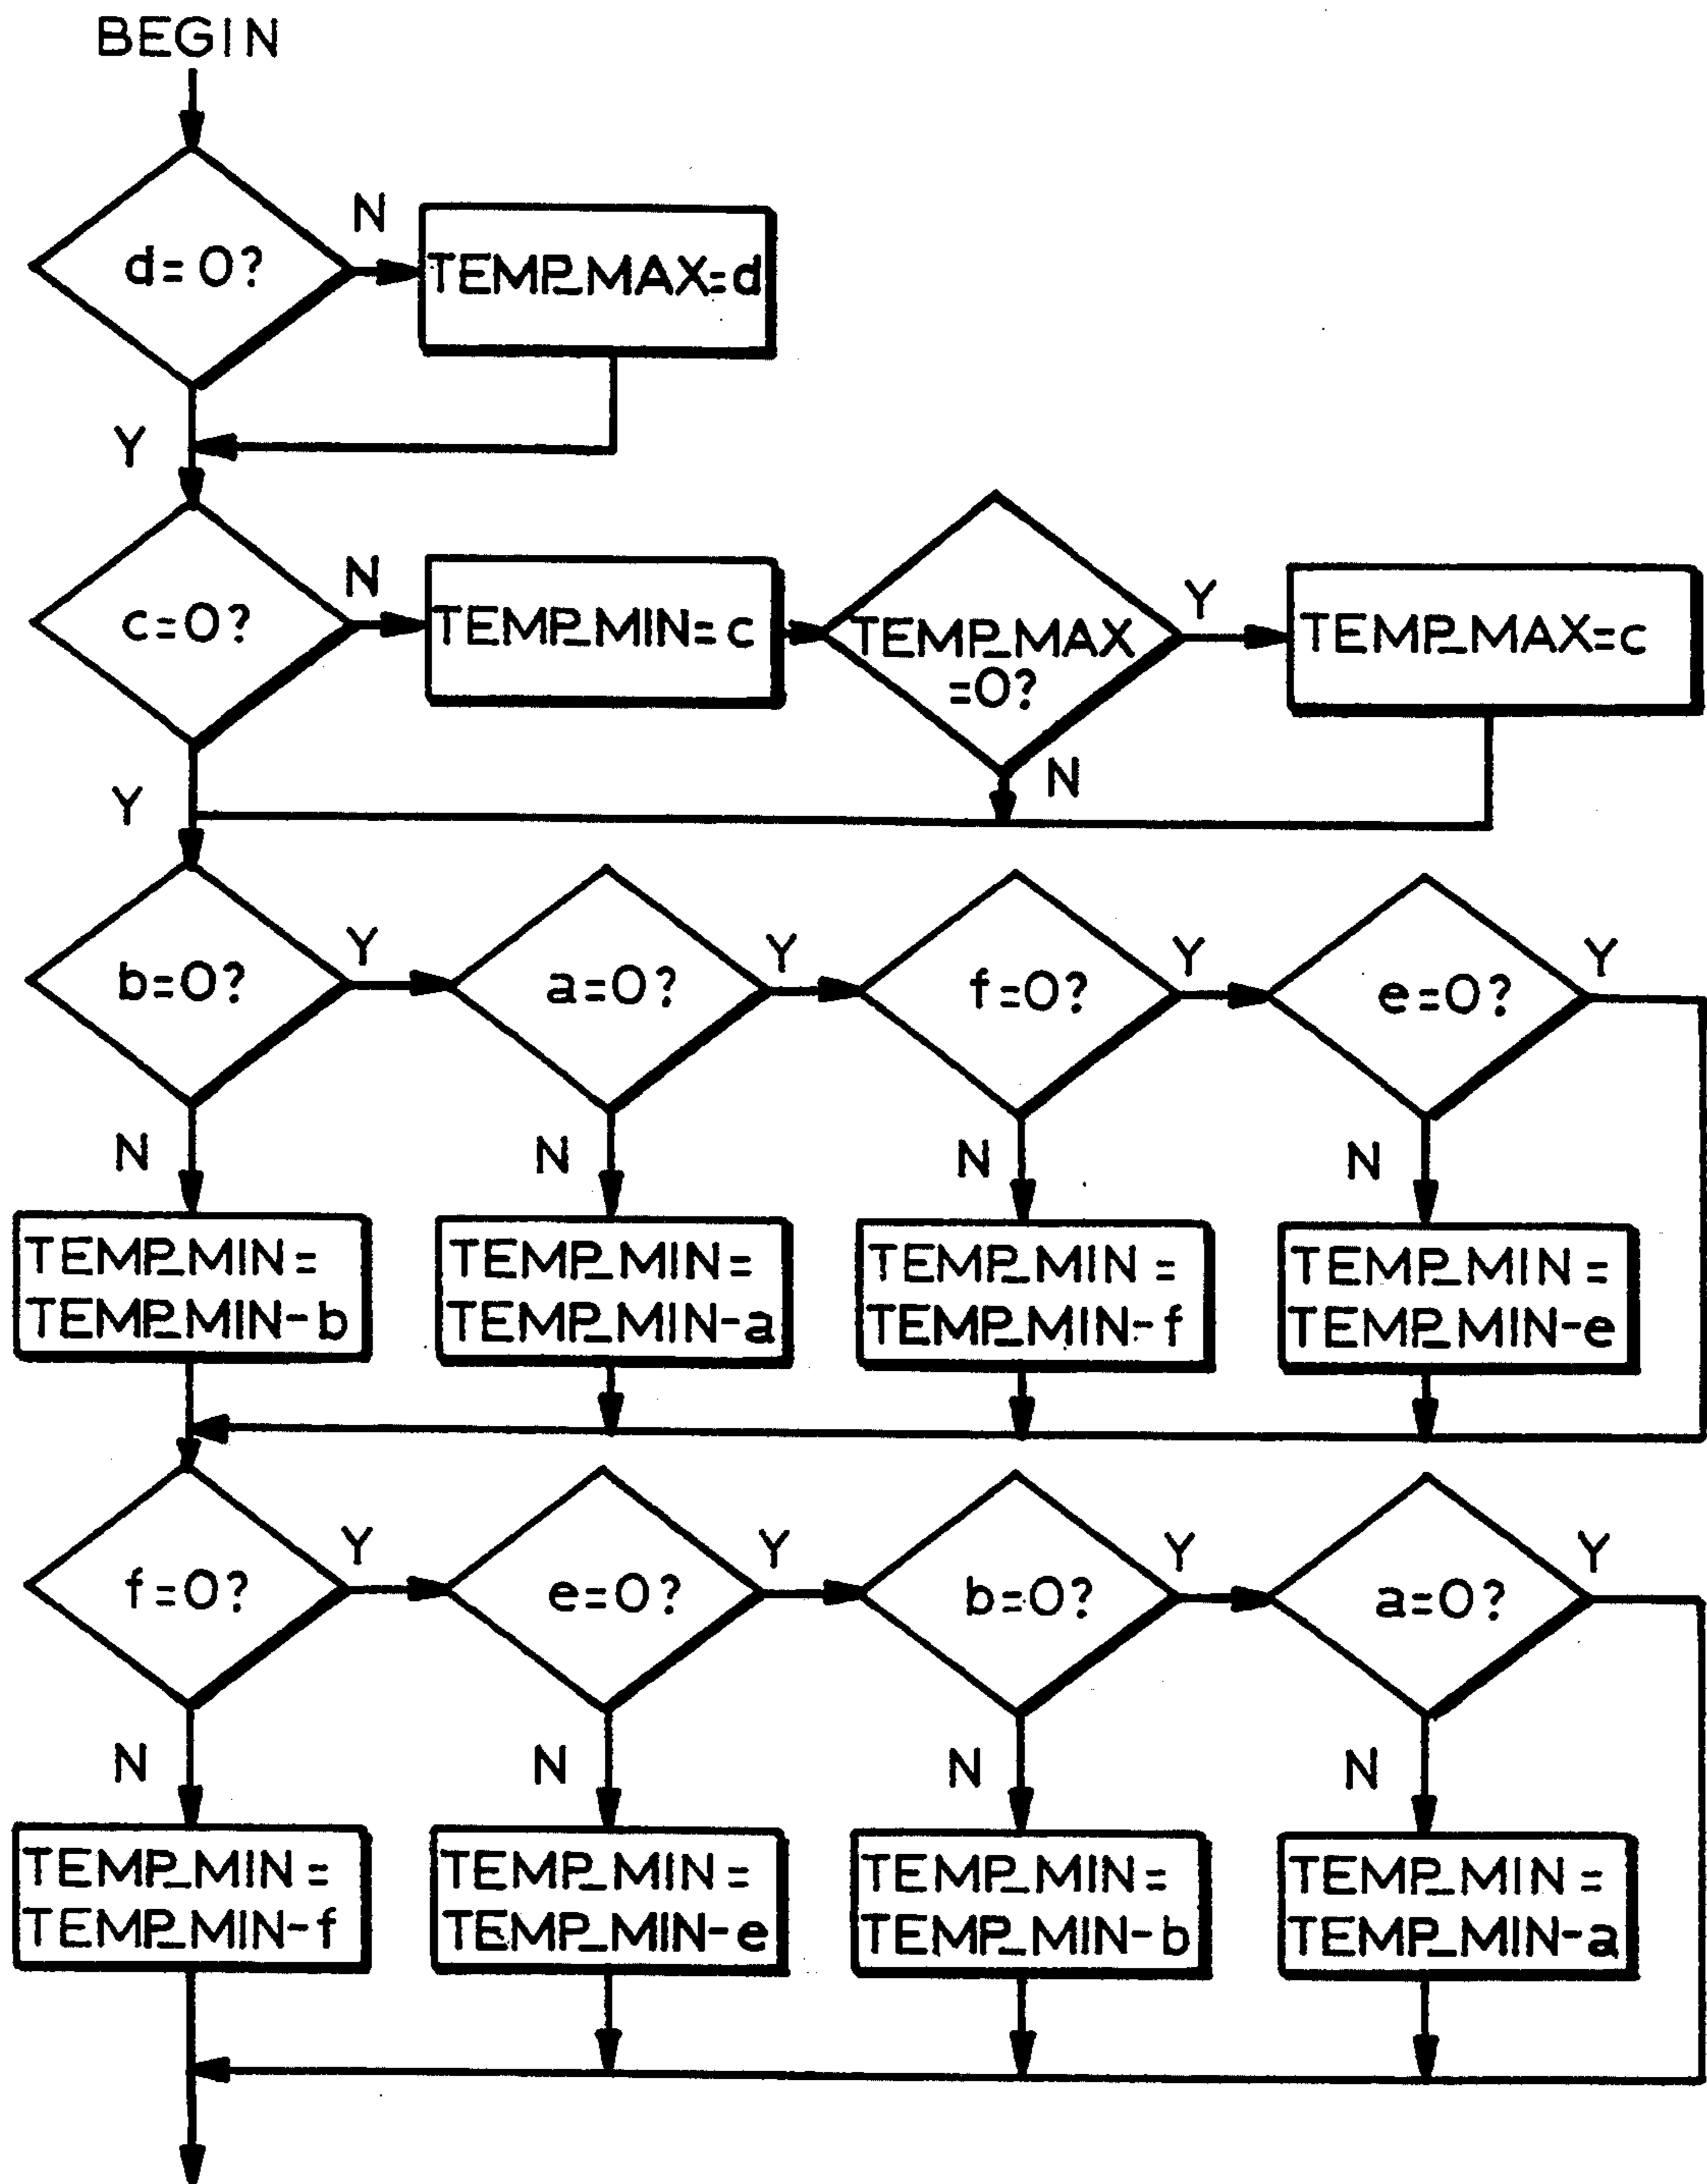 BEGIN
d=0?
N
TEMP_MAX=d
Y
c=0?
N
TEMP_MIN=c
TEMP_MAX
=0?
Y
TEMP_MAX=c
N
Y
b=0?
Y
a=0?
Y
f=0?
Y
e=0?
Y
N
N
N
N
TEMP_MIN=
TEMP_MIN-b
TEMP_MIN=
TEMP_MIN-a
TEMP_MIN=
TEMP_MIN-f
TEMP_MIN=
TEMP_MIN-e
f=0?
Y
e=0?
Y
b=0?
Y
a=0?
Y
N
N
N
N
TEMP_MIN=
TEMP_MIN-f
TEMP_MIN=
TEMP_MIN-e
TEMP_MIN=
TEMP_MIN-b
TEMP_MIN=
TEMP_MIN-a